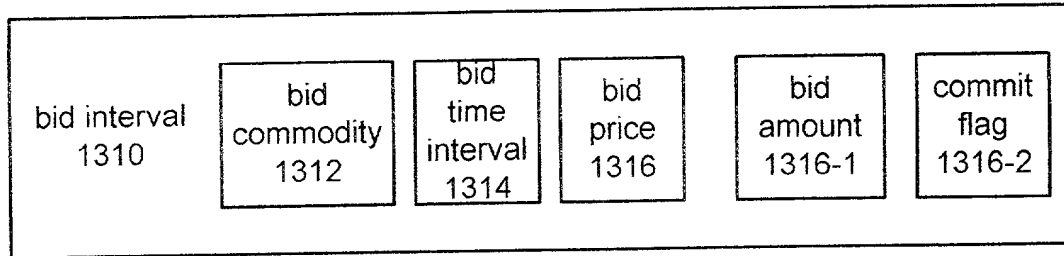 bid interval
1310
bid
commodity
1312
bid
time
interval
1314
bid
price
1316
bid
amount
1316-1
commit
flag
1316-2